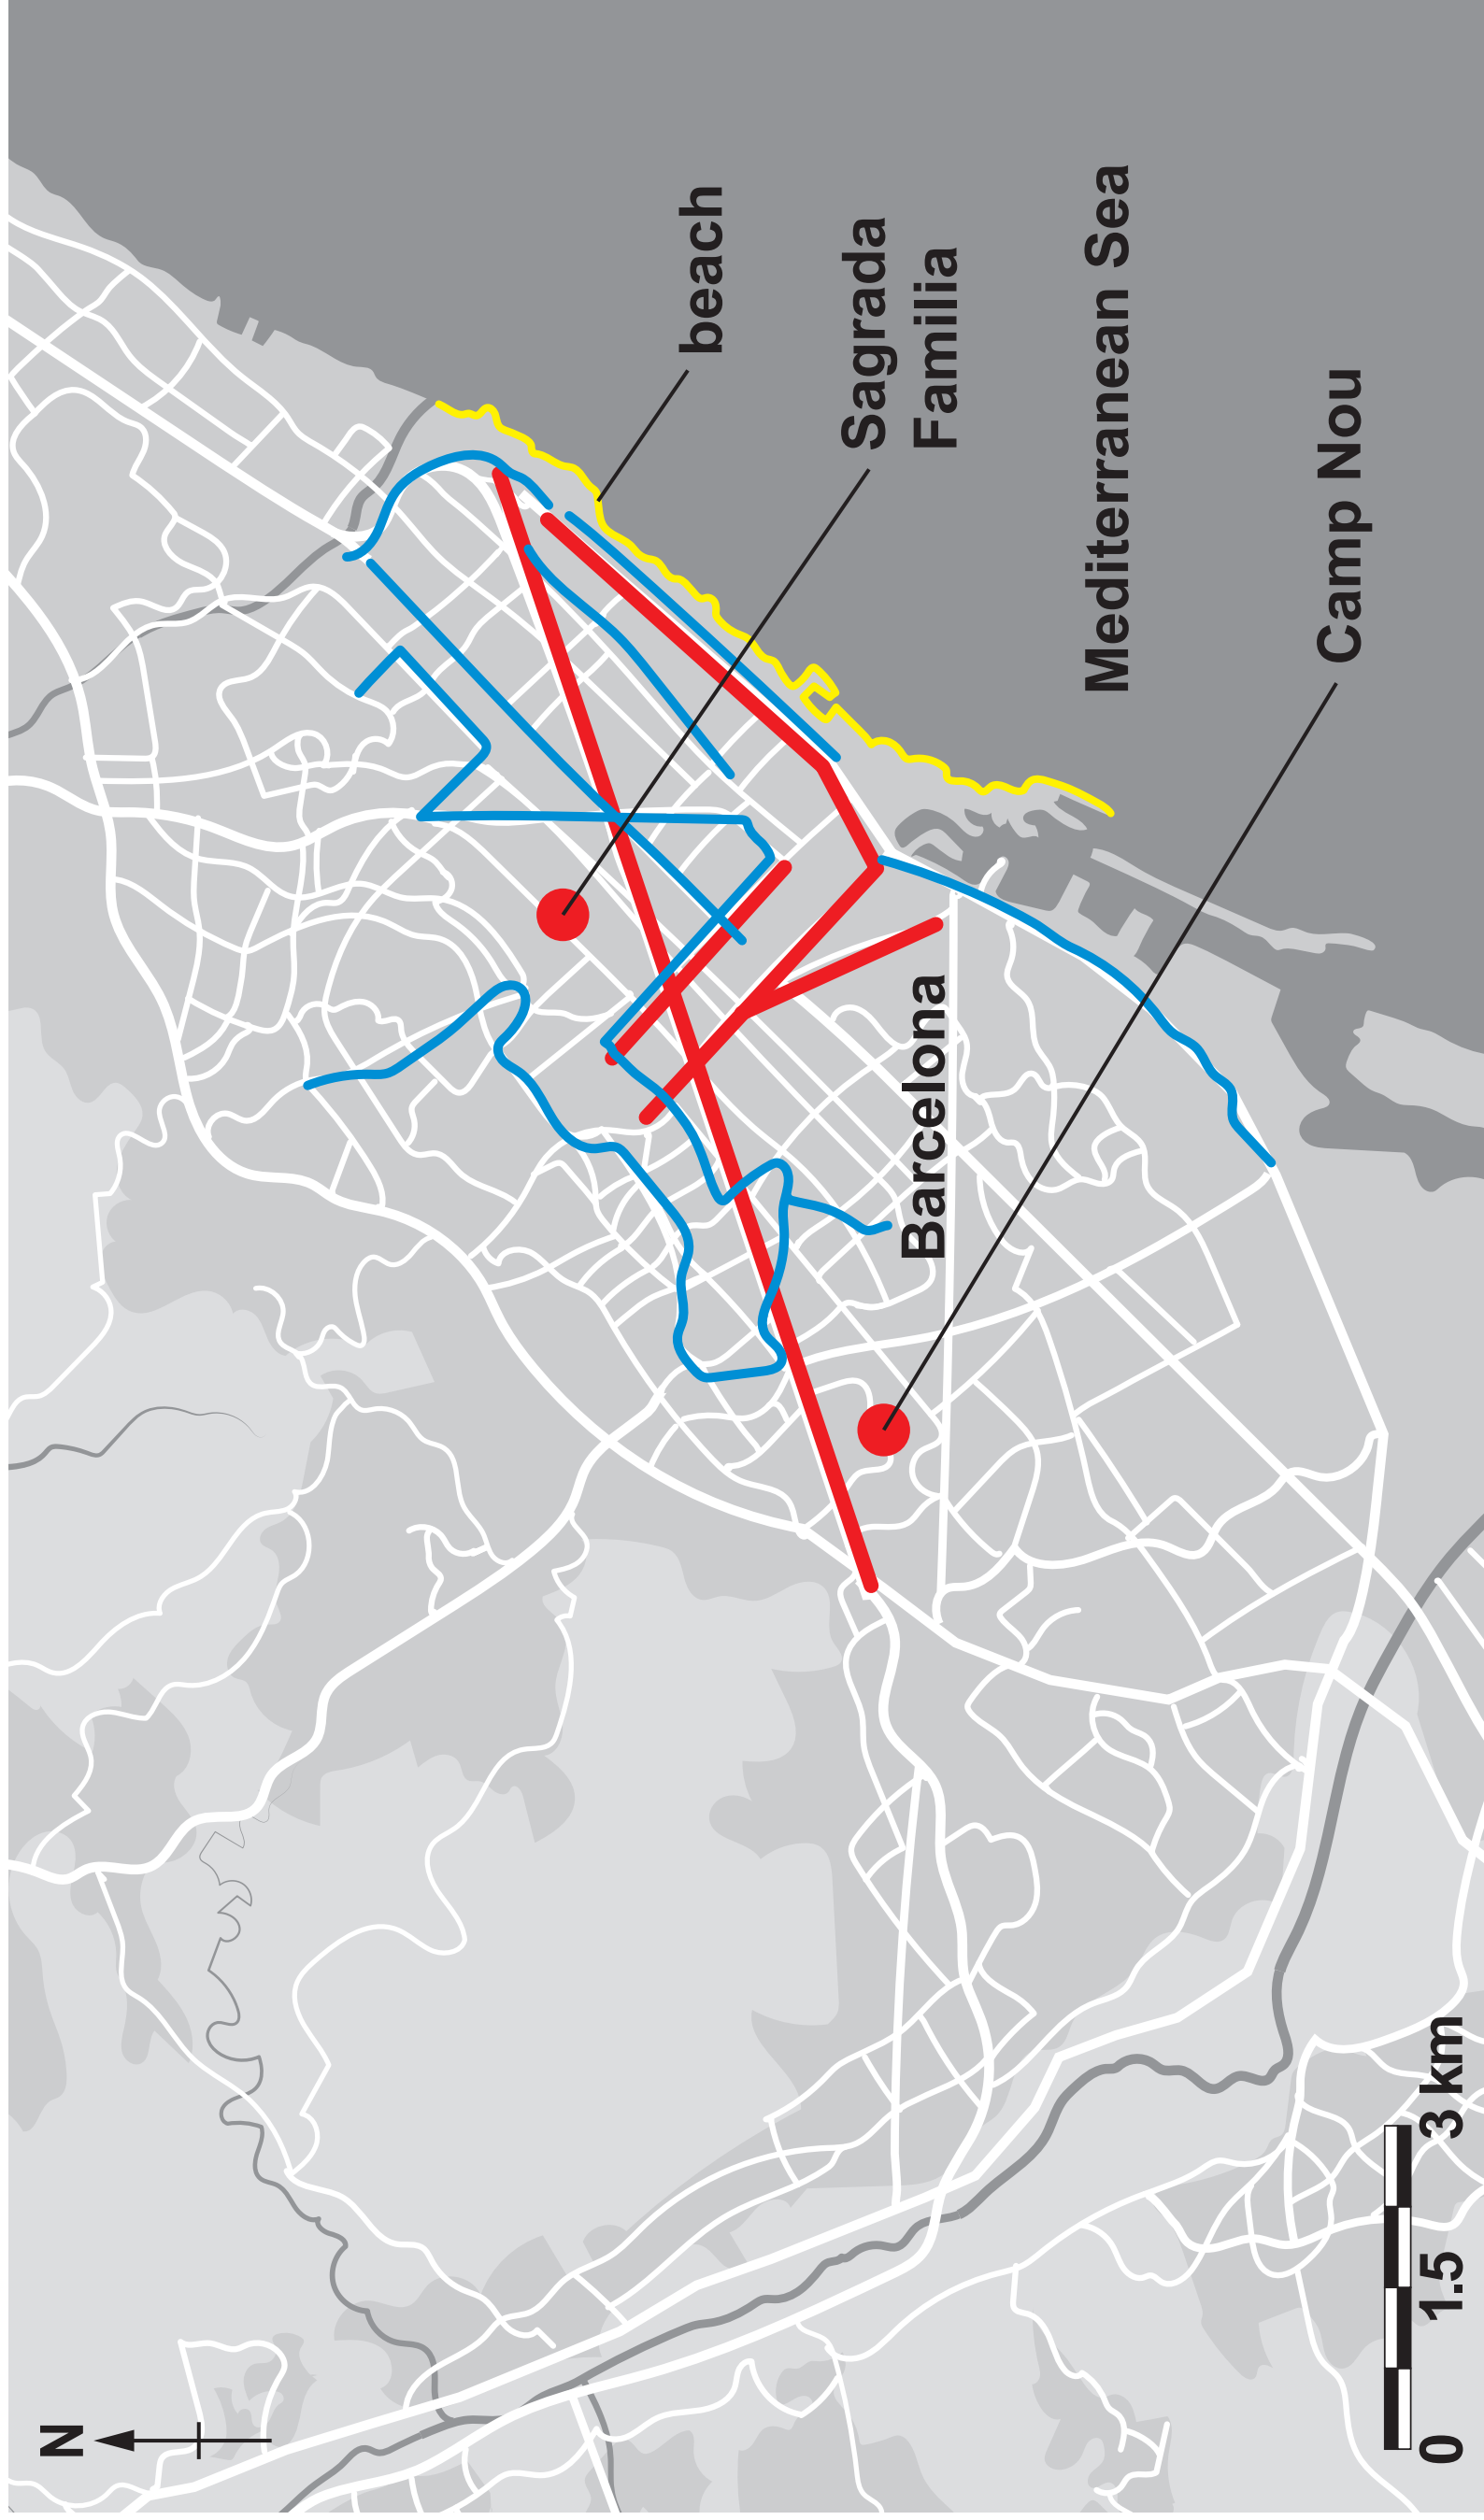 N
beach
Sagrada
Familia
Mediterranean Sea
Camp Nou
Barcelona
0 1.5 3 km